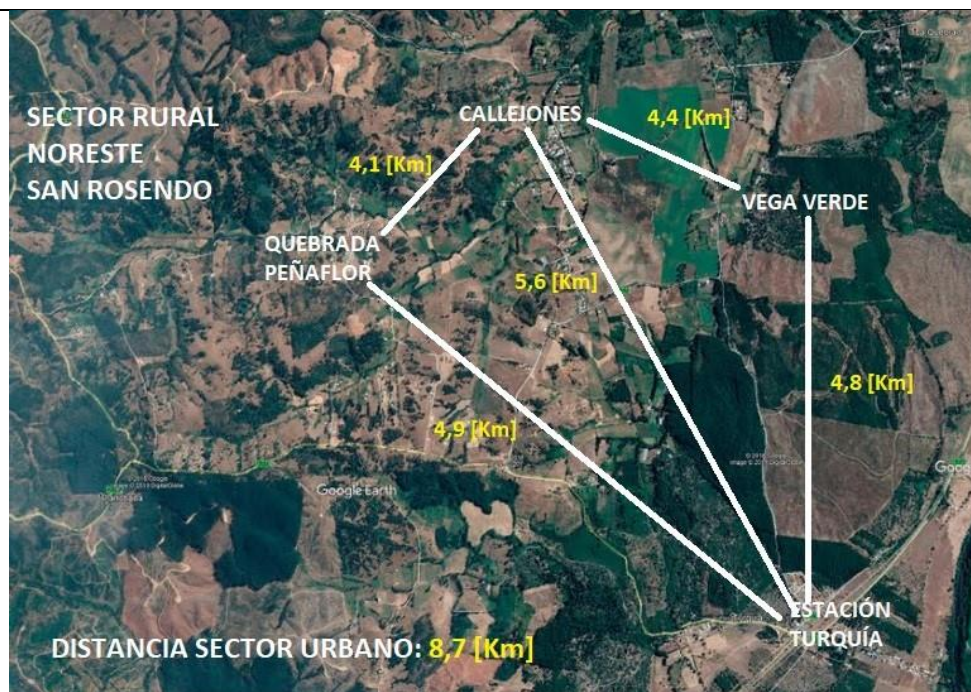 SECTOR RURAL
NORESTE
SAN ROSENDO
CALLEJONES
4,4 [Km]
4,1 [Km]
VEGA VERDE
QUEBRADA
PEÑAFLOR
5,6 [Km]
4,8 [Km]
4,9 [Km]
Google Earth
Goog
ESTACIÓN
TURQUÍA
DISTANCIA SECTOR URBANO: 8,7 [Km]